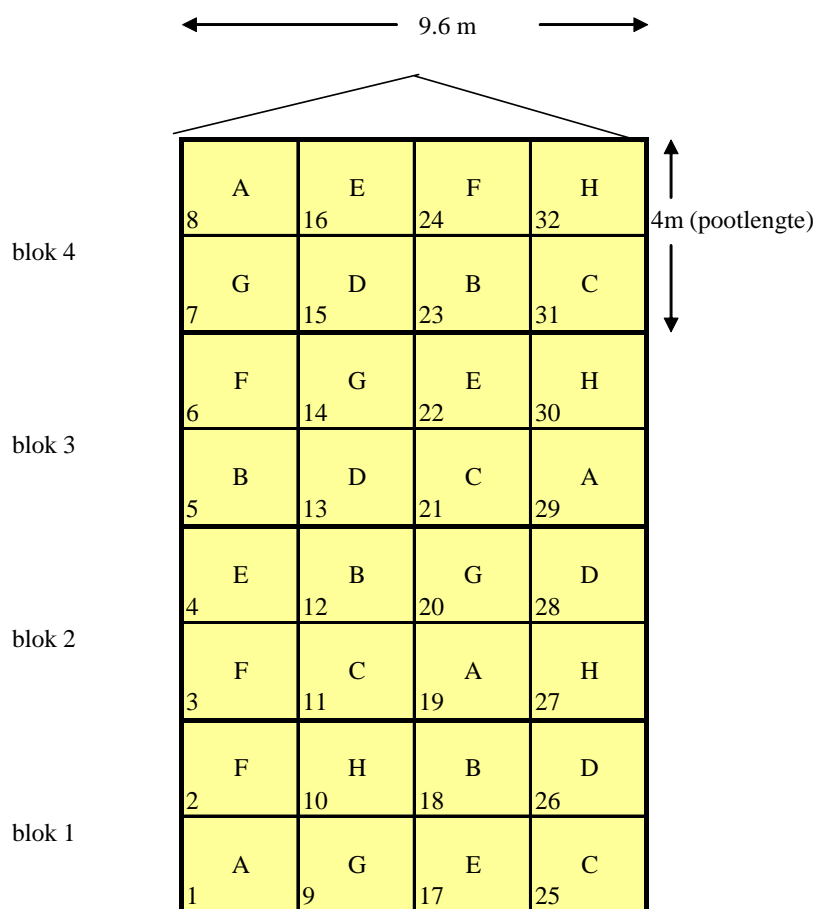 9.6 m
A E F H
8 16 24 32 4m (pootlengte)
blok 4
G D B C
7 15 23 31
F G E H
6 14 22 30
blok 3
B D C A
5 13 21 29
E B G D
4 12 20 28
blok 2
F C A H
3 11 19 27
F H B D
2 10 18 26
blok 1
A G E C
1 9 17 25